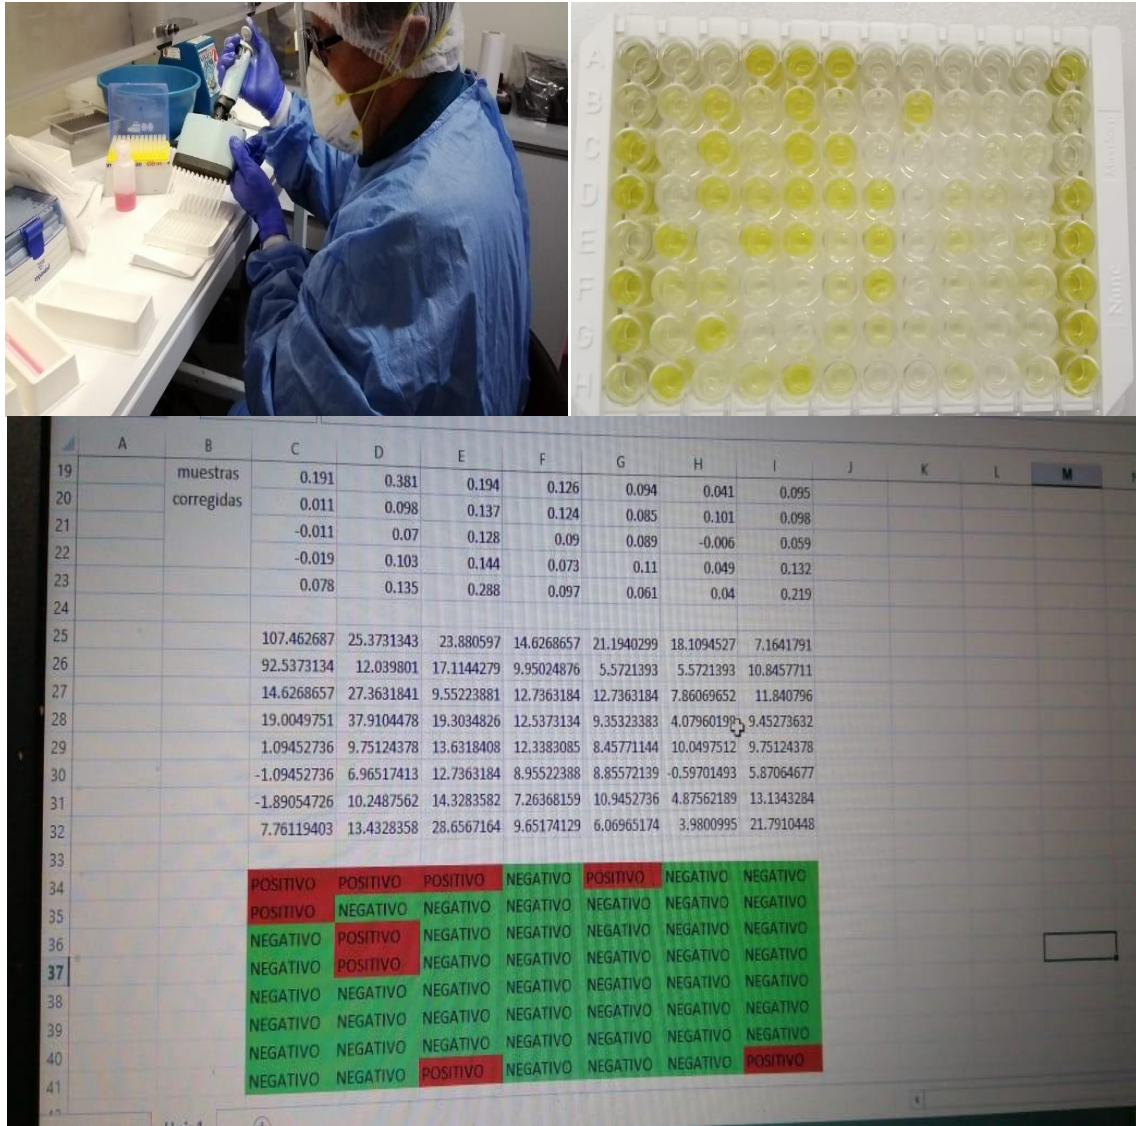 A
B
C
D
E
F
G
H
None
A B C D E F G H I J K L M
19 muestras 0.191 0.381 0.194 0.126 0.094 0.041 0.095
20 corregidas 0.011 0.098 0.137 0.124 0.085 0.101 0.098
21 -0.011 0.07 0.128 0.09 0.089 -0.006 0.059
22 -0.019 0.103 0.144 0.073 0.11 0.049 0.132
23 0.078 0.135 0.288 0.097 0.061 0.04 0.219
24
25 107.462687 25.3731343 23.880597 14.6268657 21.1940299 18.1094527 7.1641791
26 92.5373134 12.039801 17.1144279 9.95024876 5.5721393 5.5721393 10.8457711
27 14.6268657 27.3631841 9.55223881 12.7363184 12.7363184 7.86069652 11.840796
28 19.0049751 37.9104478 19.3034826 12.5373134 9.35323383 4.0796019 9.45273632
29 1.09452736 9.75124378 13.6318408 12.3383085 8.45771144 10.0497512 9.75124378
30 -1.09452736 6.96517413 12.7363184 8.95522388 8.85572139 -0.59701493 5.87064677
31 -1.89054726 10.2487562 14.3283582 7.26368159 10.9452736 4.87562189 13.1343284
32 7.76119403 13.4328358 28.6567164 9.65174129 6.06965174 3.9800995 21.7910448
33
34 POSITIVO POSITIVO POSITIVO NEGATIVO POSITIVO NEGATIVO NEGATIVO
35 POSITIVO NEGATIVO NEGATIVO NEGATIVO NEGATIVO NEGATIVO NEGATIVO
36 NEGATIVO POSITIVO NEGATIVO NEGATIVO NEGATIVO NEGATIVO NEGATIVO
37 NEGATIVO POSITIVO NEGATIVO NEGATIVO NEGATIVO NEGATIVO NEGATIVO
38 NEGATIVO NEGATIVO NEGATIVO NEGATIVO NEGATIVO NEGATIVO NEGATIVO
39 NEGATIVO NEGATIVO NEGATIVO NEGATIVO NEGATIVO NEGATIVO NEGATIVO
40 NEGATIVO NEGATIVO NEGATIVO NEGATIVO NEGATIVO NEGATIVO NEGATIVO
41 NEGATIVO NEGATIVO POSITIVO NEGATIVO NEGATIVO NEGATIVO POSITIVO